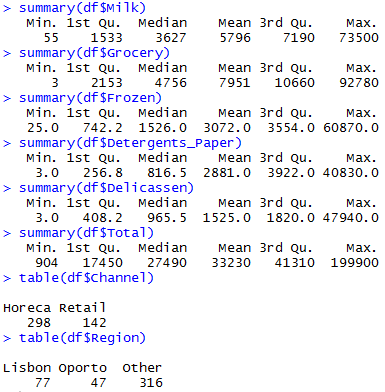 > summary(df$Milk)
Min. 1st Qu. Median Mean 3rd Qu. Max.
55 1533 3627 5796 7190 73500
> summary(df$Grocery)
Min. 1st Qu. Median Mean 3rd Qu. Max.
3 2153 4756 7951 10660 92780
> summary(df$Frozen)
Min. 1st Qu. Median Mean 3rd Qu. Max.
25.0 742.2 1526.0 3072.0 3554.0 60870.0
> summary(df$Detergents_Paper)
Min. 1st Qu. Median Mean 3rd Qu. Max.
3.0 256.8 816.5 2881.0 3922.0 40830.0
> summary(df$Delicassen)
Min. 1st Qu. Median Mean 3rd Qu. Max.
3.0 408.2 965.5 1525.0 1820.0 47940.0
> summary(df$Total)
Min. 1st Qu. Median Mean 3rd Qu. Max.
904 17450 27490 33230 41310 199900
> table(df$Channel)
Horeca Retail
298 142
> table(df$Region)
Lisbon Oporto Other
77 47 316